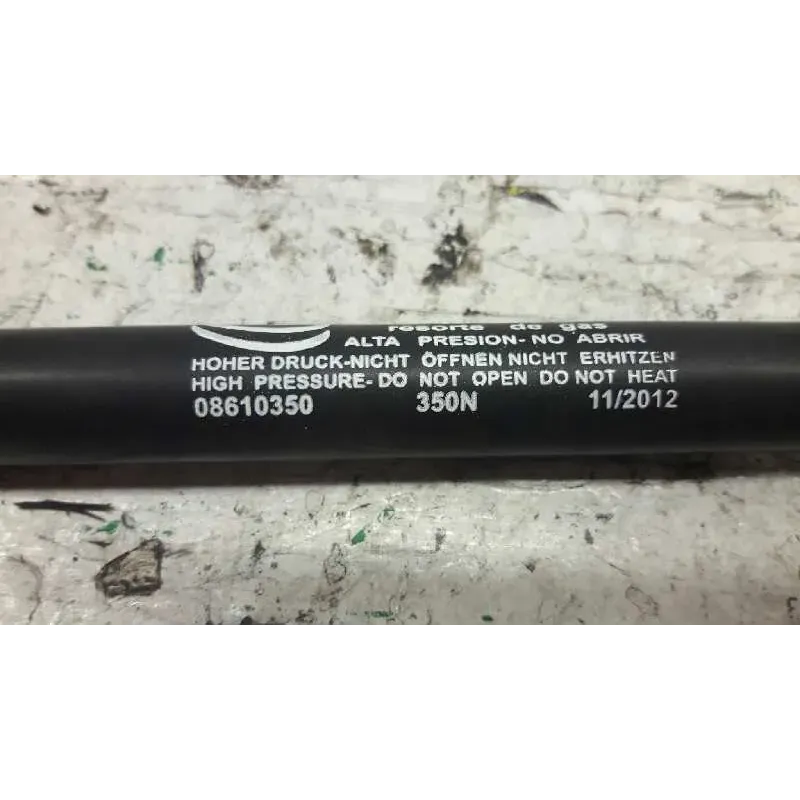 resorte de gas
ALTA PRESION-NO ABRIR
HOHER DRUCK-NICHT ÖFFNEN NICHT ERHITZEN
HIGH PRESSURE-DO NOT OPEN DO NOT HEAT
08610350 350N 11/2012